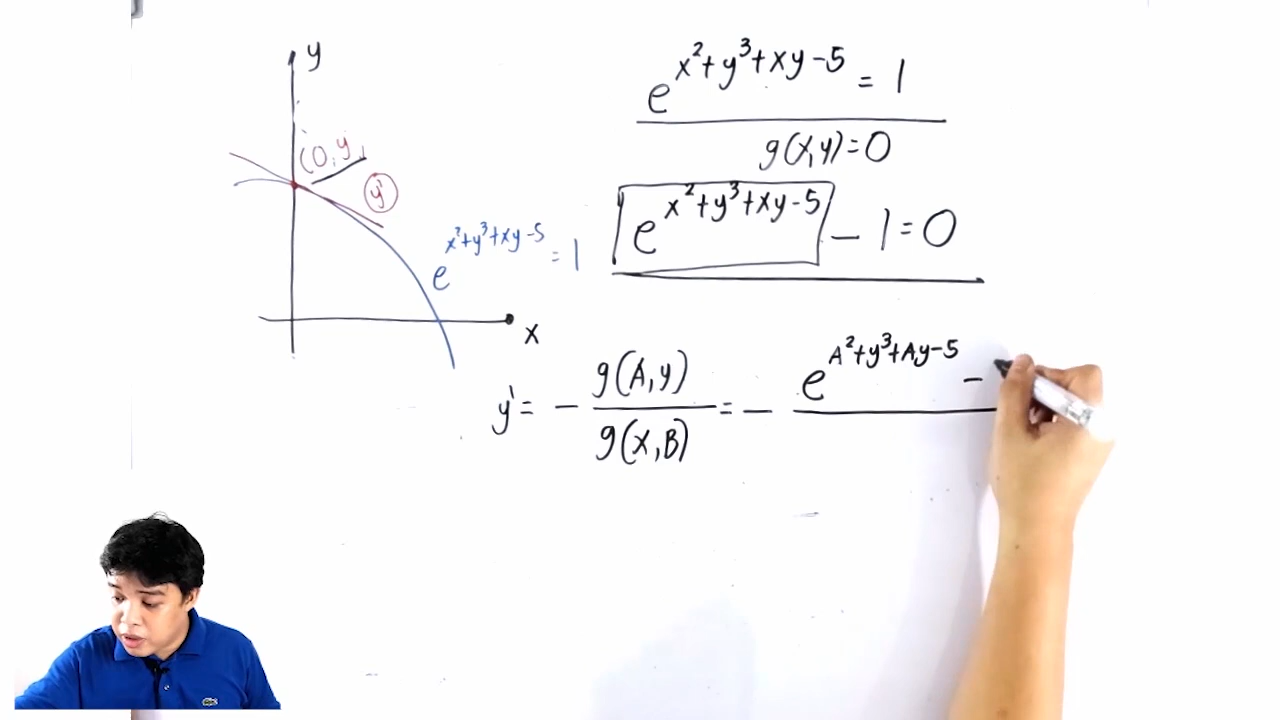 y
(0, y)
y'
e^{x²+y³+xy-5} = 1
x
e^{x²+y³+xy-5} = 1
g(x,y)=0
e^{x²+y³+xy-5} - 1=0
y' = - g(A,y) / g(x,B) = - e^{A²+y³+Ay-5} -